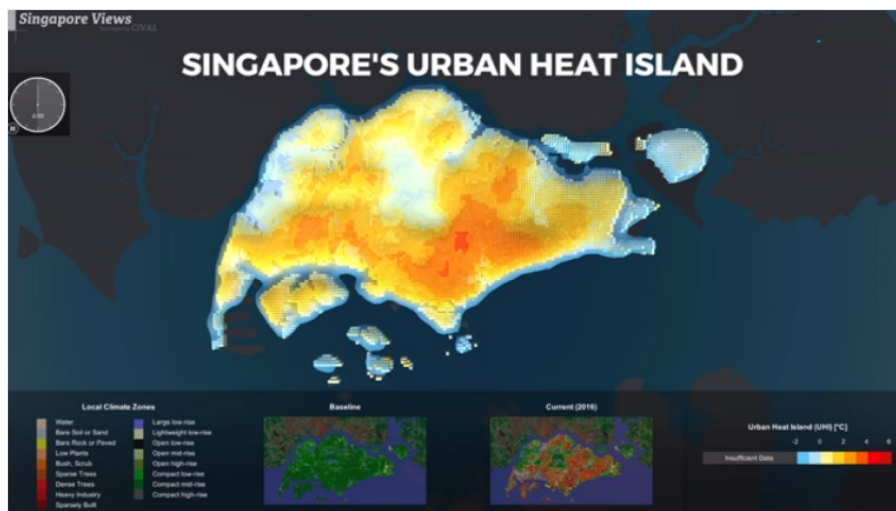 Singapore Views
CIVAL
SINGAPORE'S URBAN HEAT ISLAND
6:00
Local Climate Zones
Water
Bare Soil or Sand
Bare Rock or Paved
Low Plants
Bush, Scrub
Sparse Trees
Dense Trees
Heavy Industry
Sparsely Built
Large low-rise
Lightweight low-rise
Open low-rise
Open mid-rise
Open high-rise
Compact low-rise
Compact mid-rise
Compact high-rise
Baseline
Current (2016)
Urban Heat Island (UHI) [°C]
-2 0 2 4 6
Insufficient Data